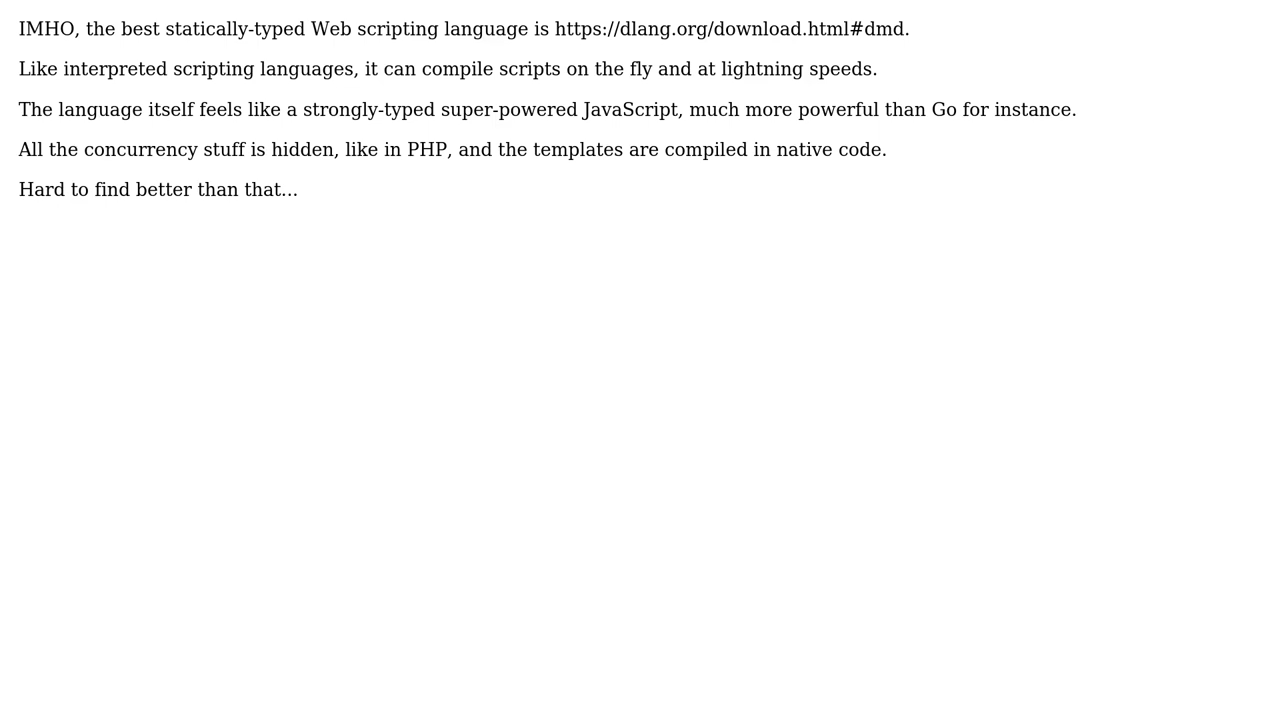 IMHO, the best statically-typed Web scripting language is https://dlang.org/download.html#dmd.
Like interpreted scripting languages, it can compile scripts on the fly and at lightning speeds.
The language itself feels like a strongly-typed super-powered JavaScript, much more powerful than Go for instance.
All the concurrency stuff is hidden, like in PHP, and the templates are compiled in native code.
Hard to find better than that...